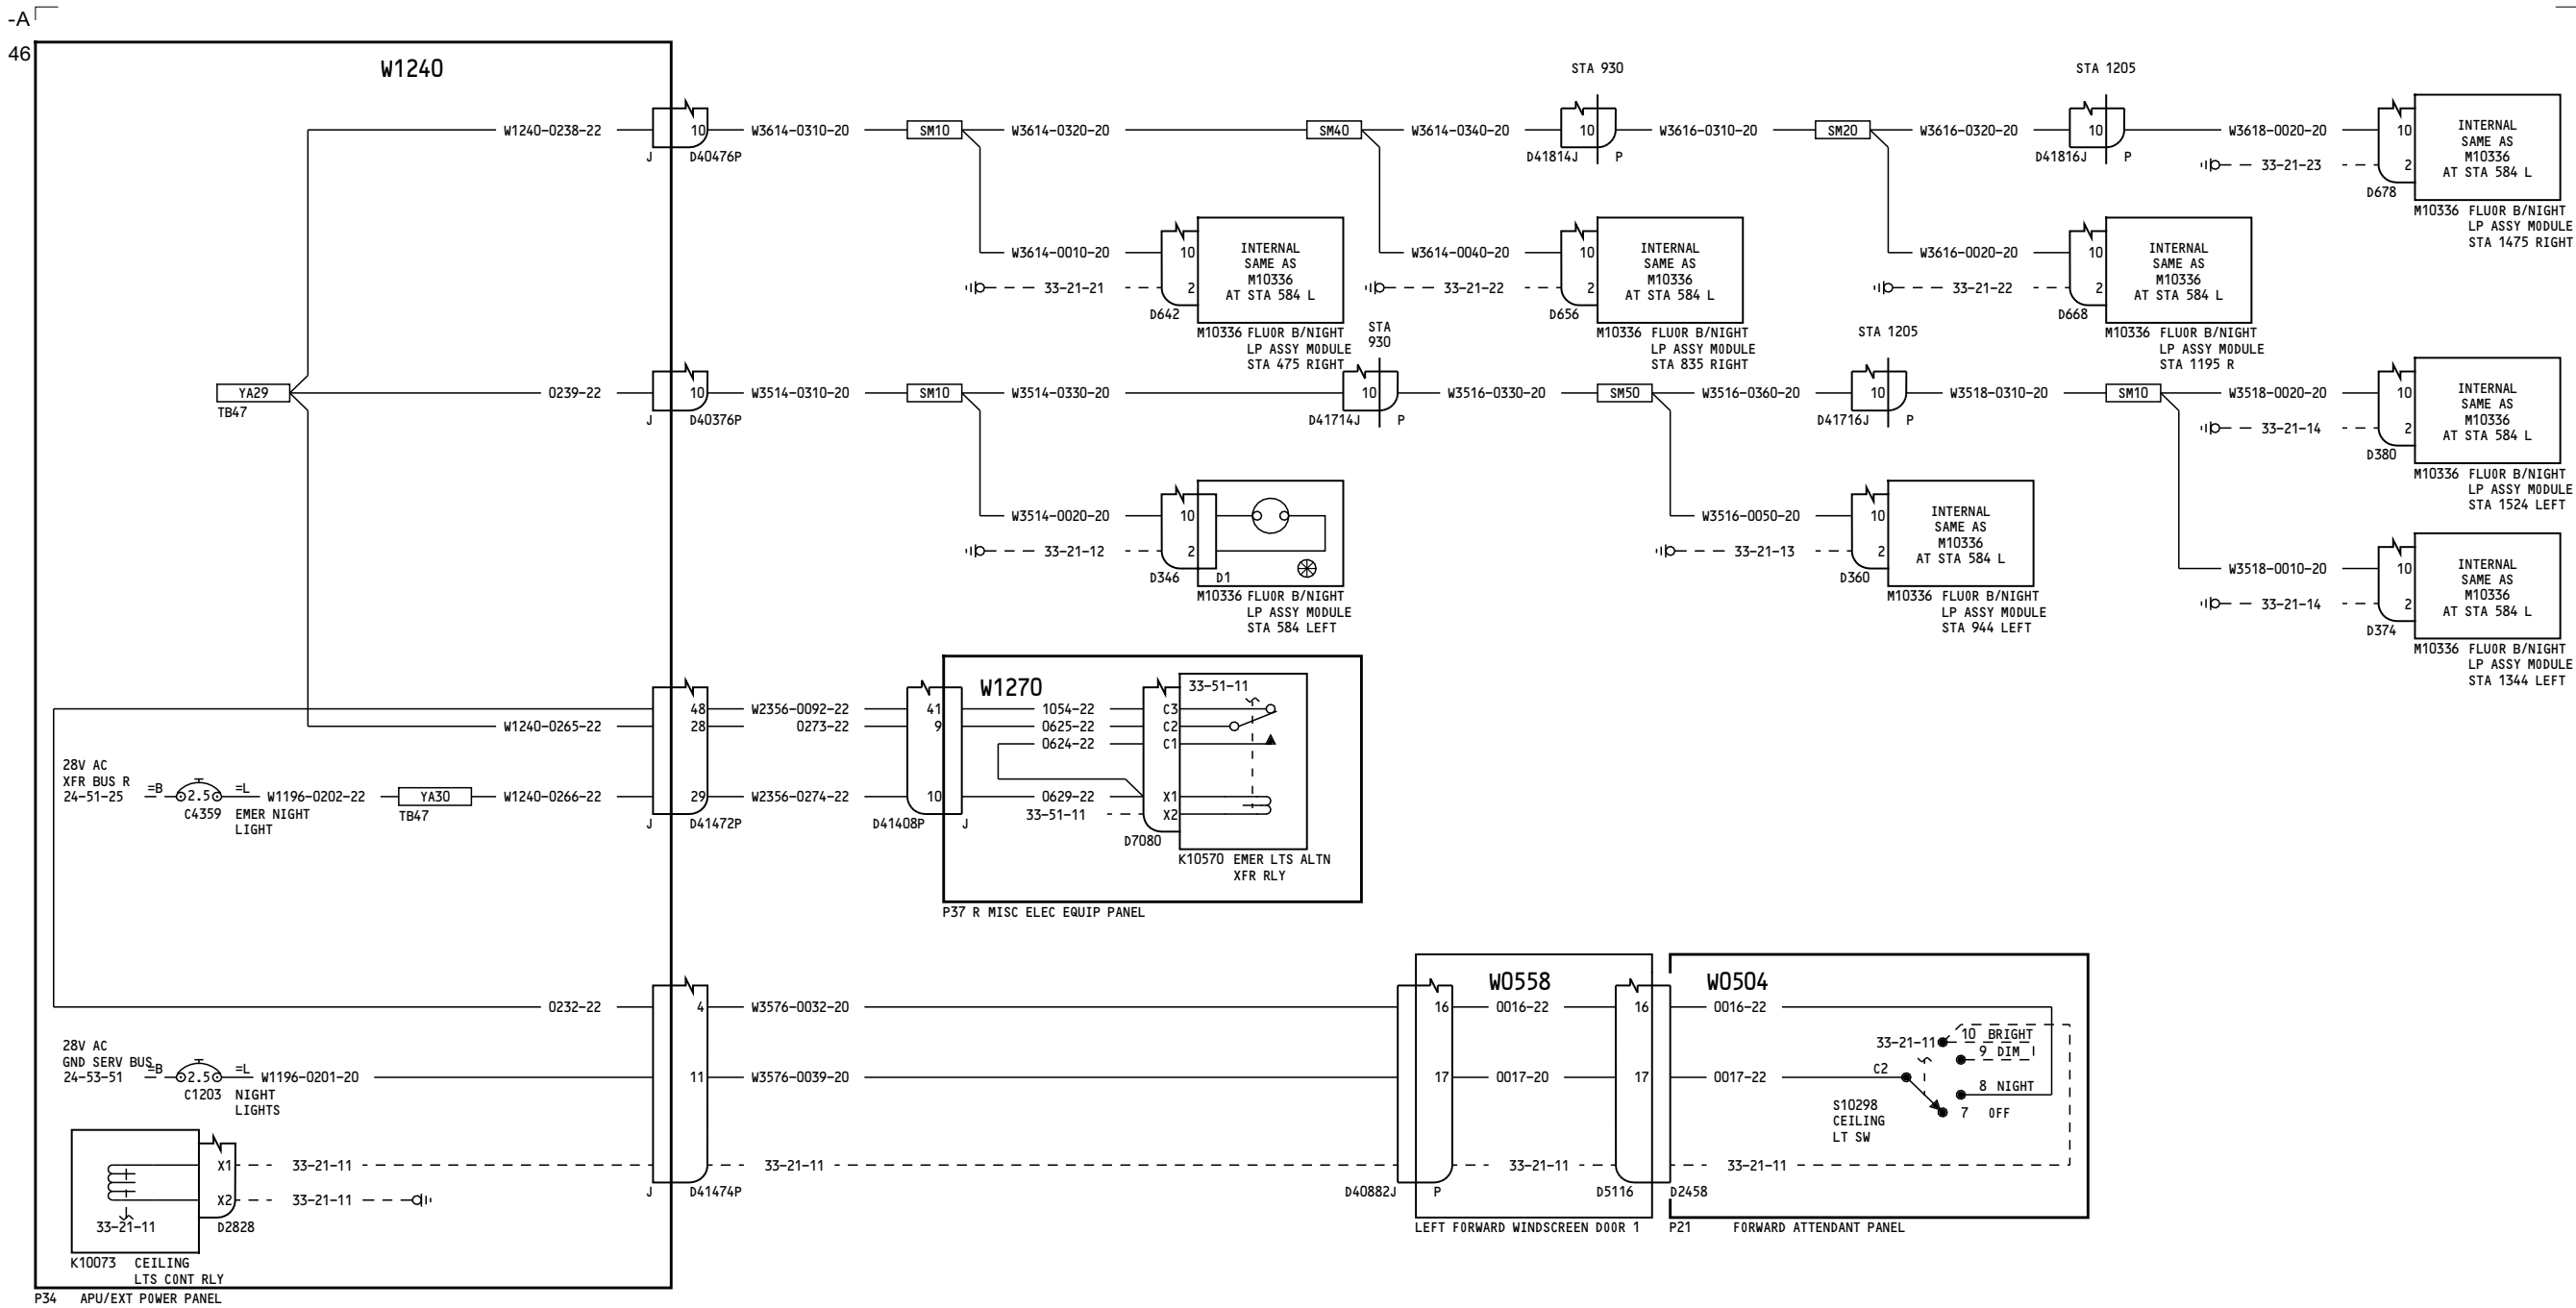 -A
46
W1240
STA 930
STA 1205
W1240-0238-22
10
W3614-0310-20
SM10
W3614-0320-20
SM40
W3614-0340-20
10
W3616-0310-20
SM20
W3616-0320-20
10
W3618-0020-20
10
INTERNAL
SAME AS
M10336
AT STA 584 L
J
D40476P
D41814J
P
D41816J
P
33-21-23
2
D678
M10336 FLUOR B/NIGHT
LP ASSY MODULE
STA 1475 RIGHT
W3614-0010-20
10
INTERNAL
SAME AS
M10336
AT STA 584 L
33-21-21
2
D642
M10336 FLUOR B/NIGHT
LP ASSY MODULE
STA 475 RIGHT
W3614-0040-20
10
INTERNAL
SAME AS
M10336
AT STA 584 L
33-21-22
2
D656
M10336 FLUOR B/NIGHT
LP ASSY MODULE
STA 835 RIGHT
W3616-0020-20
10
INTERNAL
SAME AS
M10336
AT STA 584 L
33-21-22
2
D668
M10336 FLUOR B/NIGHT
LP ASSY MODULE
STA 1195 R
STA
930
STA 1205
YA29
TB47
0239-22
10
W3514-0310-20
SM10
W3514-0330-20
10
W3516-0330-20
SM50
W3516-0360-20
10
W3518-0310-20
SM10
W3518-0020-20
10
INTERNAL
SAME AS
M10336
AT STA 584 L
J
D40376P
D41714J
P
D41716J
P
33-21-14
2
D380
M10336 FLUOR B/NIGHT
LP ASSY MODULE
STA 1524 LEFT
W3514-0020-20
10
33-21-12
2
D346
D1
M10336 FLUOR B/NIGHT
LP ASSY MODULE
STA 584 LEFT
W3516-0050-20
10
INTERNAL
SAME AS
M10336
AT STA 584 L
33-21-13
2
D360
M10336 FLUOR B/NIGHT
LP ASSY MODULE
STA 944 LEFT
W3518-0010-20
10
INTERNAL
SAME AS
M10336
AT STA 584 L
33-21-14
2
D374
M10336 FLUOR B/NIGHT
LP ASSY MODULE
STA 1344 LEFT
W1270
33-51-11
48
W2356-0092-22
41
1054-22
C3
W1240-0265-22
28
0273-22
9
0625-22
C2
0624-22
C1
28V AC
XFR BUS R
24-51-25
=B
2.5
=L
C4359
EMER NIGHT
LIGHT
W1196-0202-22
YA30
TB47
W1240-0266-22
29
W2356-0274-22
10
0629-22
X1
33-51-11
X2
J
D41472P
D41408P
J
D7080
K10570 EMER LTS ALTN
XFR RLY
P37 R MISC ELEC EQUIP PANEL
W0558
W0504
0232-22
4
W3576-0032-20
16
0016-22
16
0016-22
28V AC
GND SERV BUS
24-53-51
=B
2.5
=L
C1203
NIGHT
LIGHTS
W1196-0201-20
11
W3576-0039-20
17
0017-20
17
0017-22
C2
33-21-11
10 BRIGHT
9 DIM
8 NIGHT
7 OFF
S10298
CEILING
LT SW
X1
33-21-11
33-21-11
33-21-11
33-21-11
X2
33-21-11
33-21-11
D2828
J
D41474P
D40882J
P
D5116
D2458
LEFT FORWARD WINDSCREEN DOOR 1
P21 FORWARD ATTENDANT PANEL
K10073 CEILING
LTS CONT RLY
P34 APU/EXT POWER PANEL